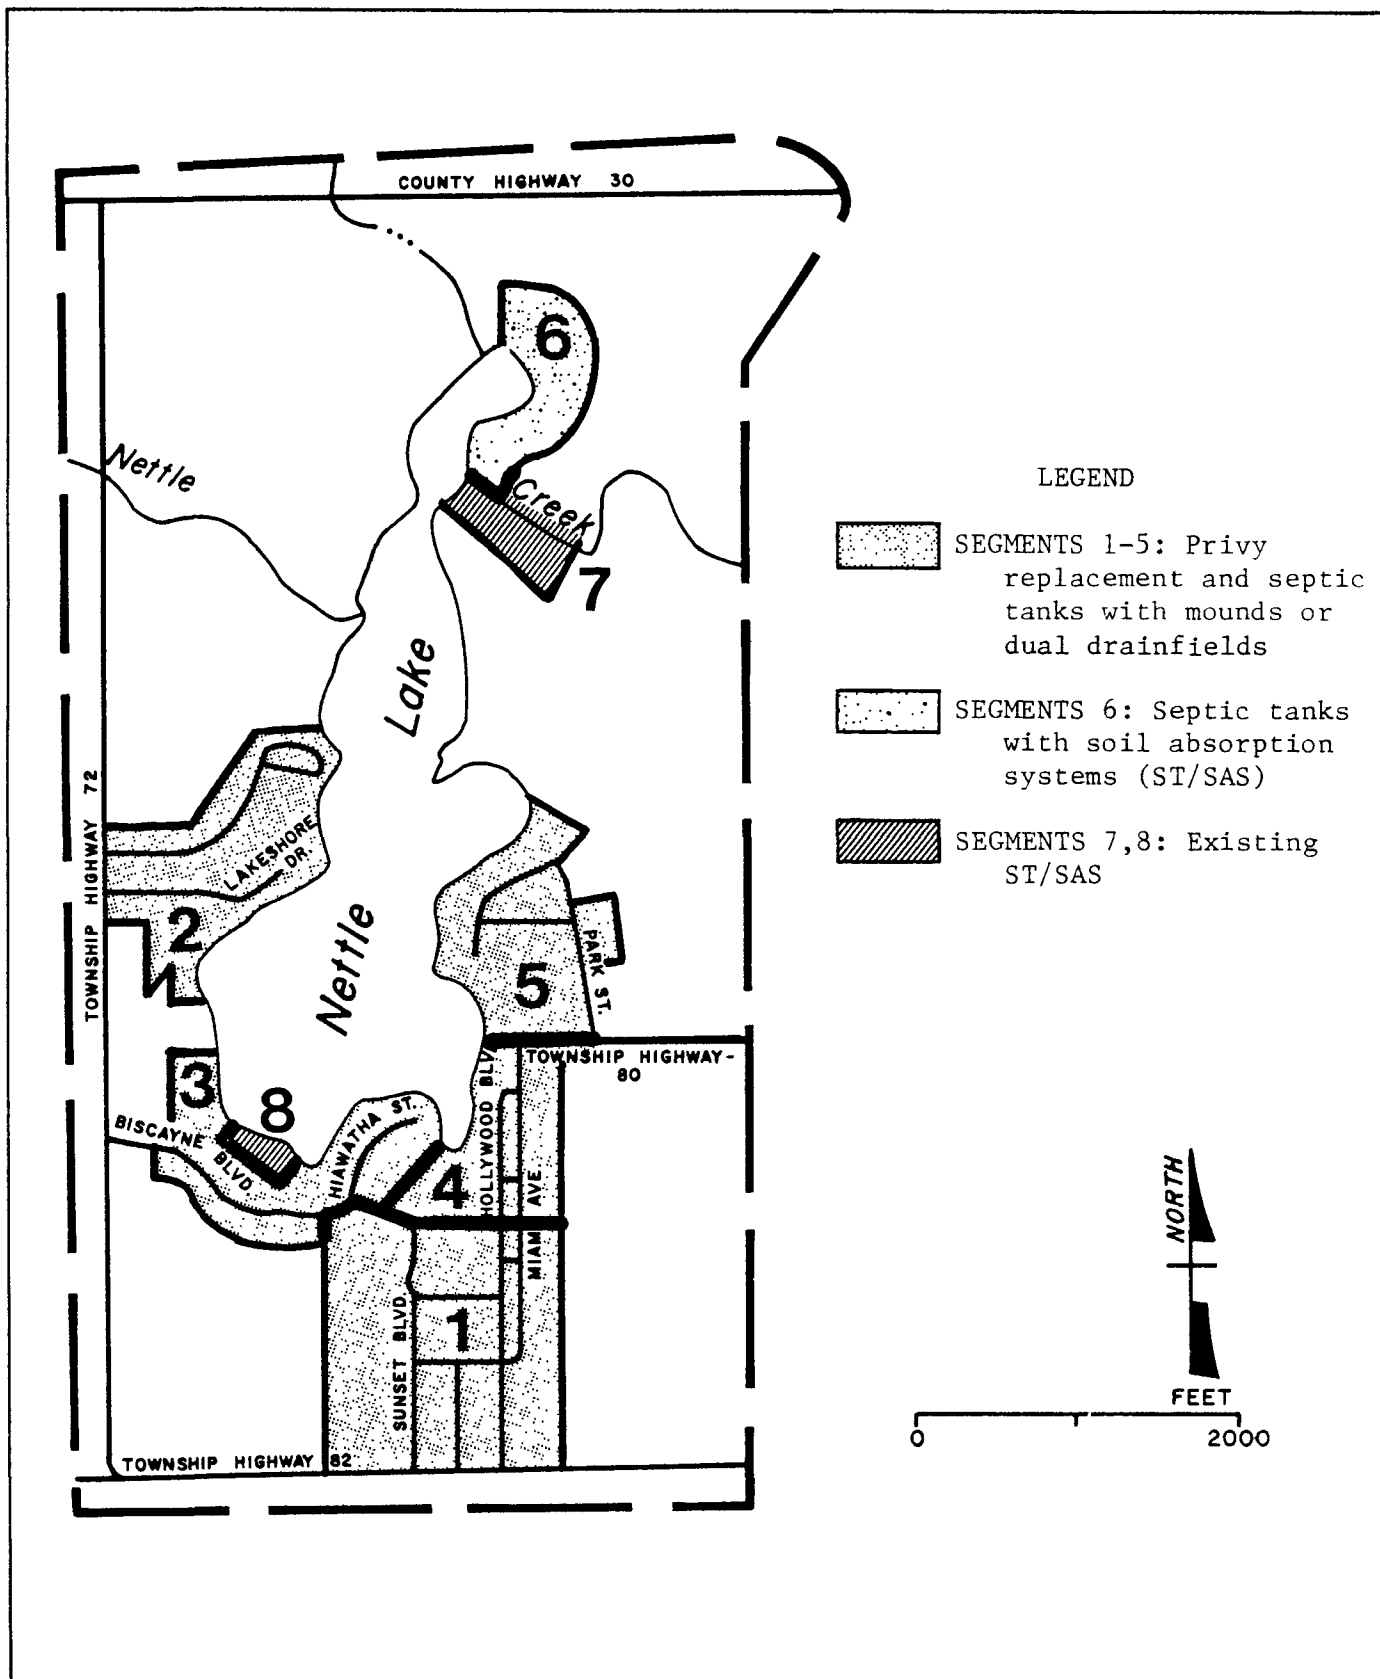 COUNTY HIGHWAY 30
6
Nettle
Creek
7
Lake
LEGEND
SEGMENTS 1-5: Privy
replacement and septic
tanks with mounds or
dual drainfields
SEGMENTS 6: Septic tanks
with soil absorption
systems (ST/SAS)
SEGMENTS 7,8: Existing
ST/SAS
TOWNSHIP HIGHWAY 72
LAKESHORE
DR.
2
Nettle
5
PARK ST.
TOWNSHIP HIGHWAY-
80
3
8
BISCAYNE
BLVD.
HIAWATHA ST.
4
HOLLYWOOD BLV
MIAM AVE.
1
SUNSET BLVD.
TOWNSHIP HIGHWAY 82
NORTH
FEET
0 2000